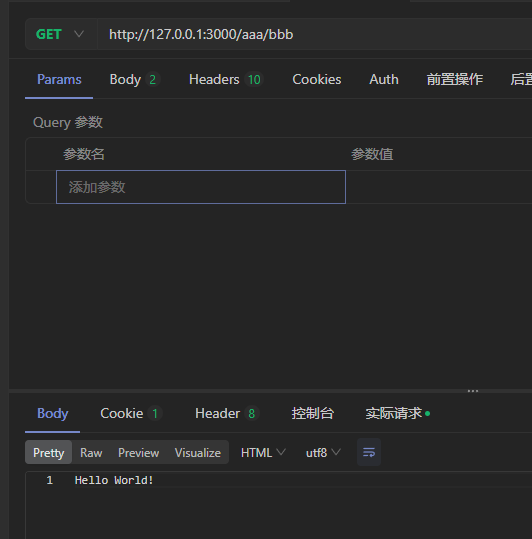 GET http://127.0.0.1:3000/aaa/bbb
Params Body 2 Headers 10 Cookies Auth 前置操作
Query 参数
参数名 参数值
添加参数
Body Cookie 1 Header 8 控制台 实际请求
Pretty Raw Preview Visualize HTML utf8
1 Hello World!